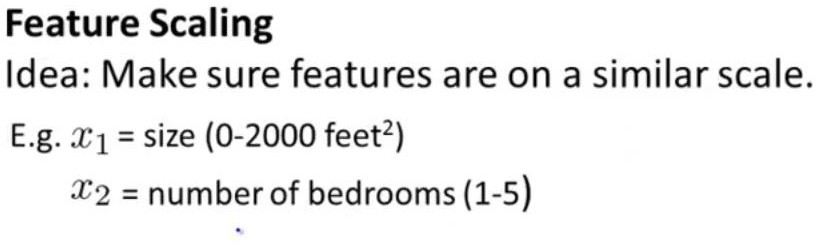 Feature Scaling
Idea: Make sure features are on a similar scale.
E.g. x₁ = size (0-2000 feet²)
x₂ = number of bedrooms (1-5)